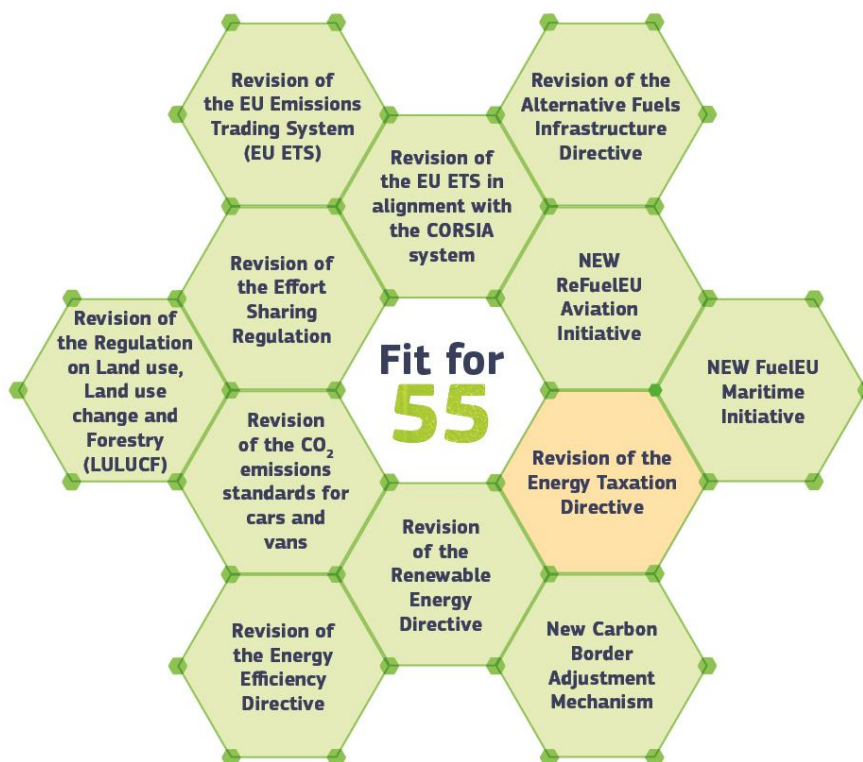 Revision of
the EU Emissions
Trading System
(EU ETS)
Revision of the
Alternative Fuels
Infrastructure
Directive
Revision of
the EU ETS in
alignment with
the CORSIA
system
Revision of
the Effort
Sharing
Regulation
NEW
ReFuelEU
Aviation
Initiative
Revision of
the Regulation
on Land use,
Land use
change and
Forestry
(LULUCF)
Fit for
55
NEW FuelEU
Maritime
Initiative
Revision
of the CO₂
emissions
standards for
cars and
vans
Revision of the
Energy Taxation
Directive
Revision
of the
Renewable
Energy
Directive
Revision of
the Energy
Efficiency
Directive
New Carbon
Border
Adjustment
Mechanism